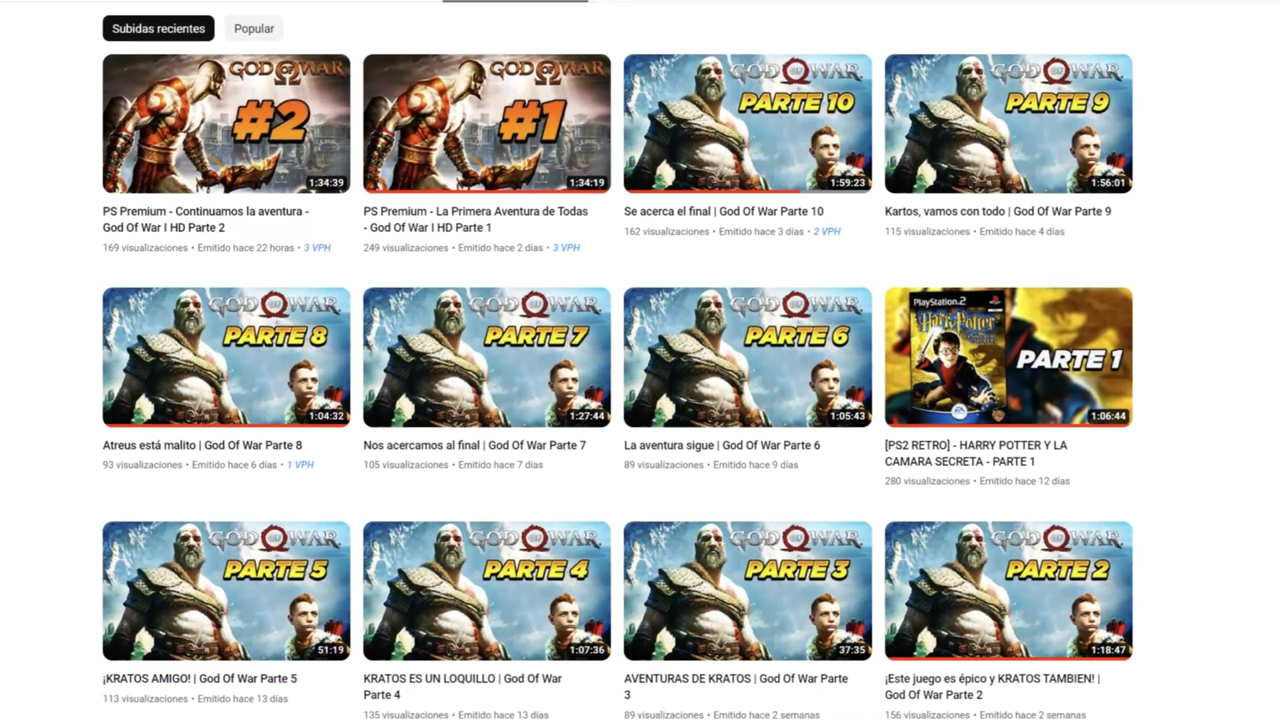 Subidas recientes
Popular
GOD OF WAR
#2
1:34:39
PS Premium - Continuamos la aventura -
God Of War I HD Parte 2
169 visualizaciones • Emitido hace 22 horas • 3 VPH
GOD OF WAR
#1
1:34:19
PS Premium - La Primera Aventura de Todas
- God Of War I HD Parte 1
249 visualizaciones • Emitido hace 2 días • 3 VPH
GOD OF WAR
PARTE 10
1:59:23
Se acerca el final | God Of War Parte 10
162 visualizaciones • Emitido hace 3 días • 2 VPH
GOD OF WAR
PARTE 9
1:56:01
Kartos, vamos con todo | God Of War Parte 9
115 visualizaciones • Emitido hace 4 días
GOD OF WAR
PARTE 8
1:04:32
Atreus está malito | God Of War Parte 8
93 visualizaciones • Emitido hace 6 días • 1 VPH
GOD OF WAR
PARTE 7
1:27:44
Nos acercamos al final | God Of War Parte 7
105 visualizaciones • Emitido hace 7 días
GOD OF WAR
PARTE 6
1:05:43
La aventura sigue | God Of War Parte 6
89 visualizaciones • Emitido hace 9 días
PlayStation.2
Harry Potter
EA
PARTE 1
1:06:44
[PS2 RETRO] - HARRY POTTER Y LA
CAMARA SECRETA - PARTE 1
280 visualizaciones • Emitido hace 12 días
GOD OF WAR
PARTE 5
51:19
¡KRATOS AMIGO! | God Of War Parte 5
113 visualizaciones • Emitido hace 13 días
GOD OF WAR
PARTE 4
1:07:36
KRATOS ES UN LOQUILLO | God Of War
Parte 4
135 visualizaciones • Emitido hace 13 días
GOD OF WAR
PARTE 3
37:35
AVENTURAS DE KRATOS | God Of War Parte
3
89 visualizaciones • Emitido hace 2 semanas
GOD OF WAR
PARTE 2
1:18:47
¡Este juego es épico y KRATOS TAMBIEN! |
God Of War Parte 2
156 visualizaciones • Emitido hace 2 semanas